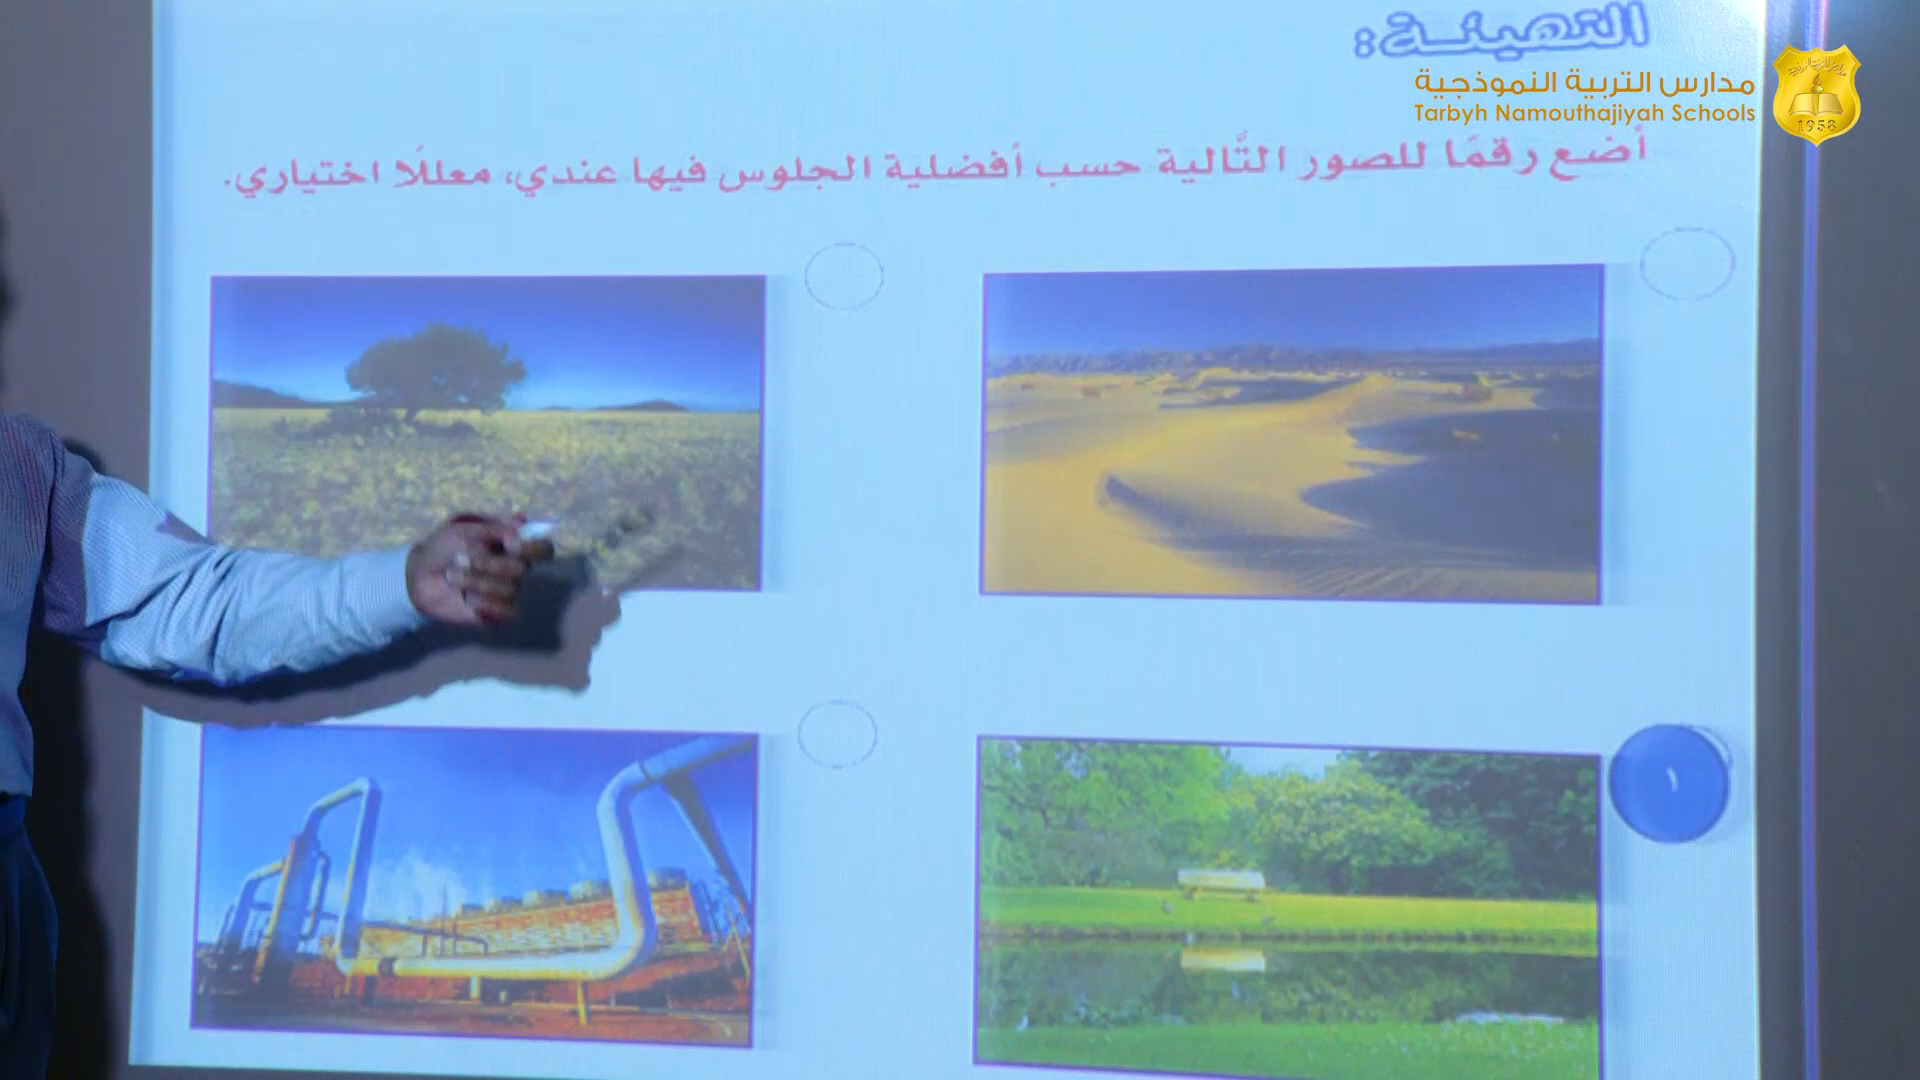 التهيئة:
مدارس التربية النموذجية
Tarbyh Namouthajiyah Schools
1958
أضع رقمًا للصور التَّالية حسب أفضلية الجلوس فيها عندي، معللًا اختياري.
١